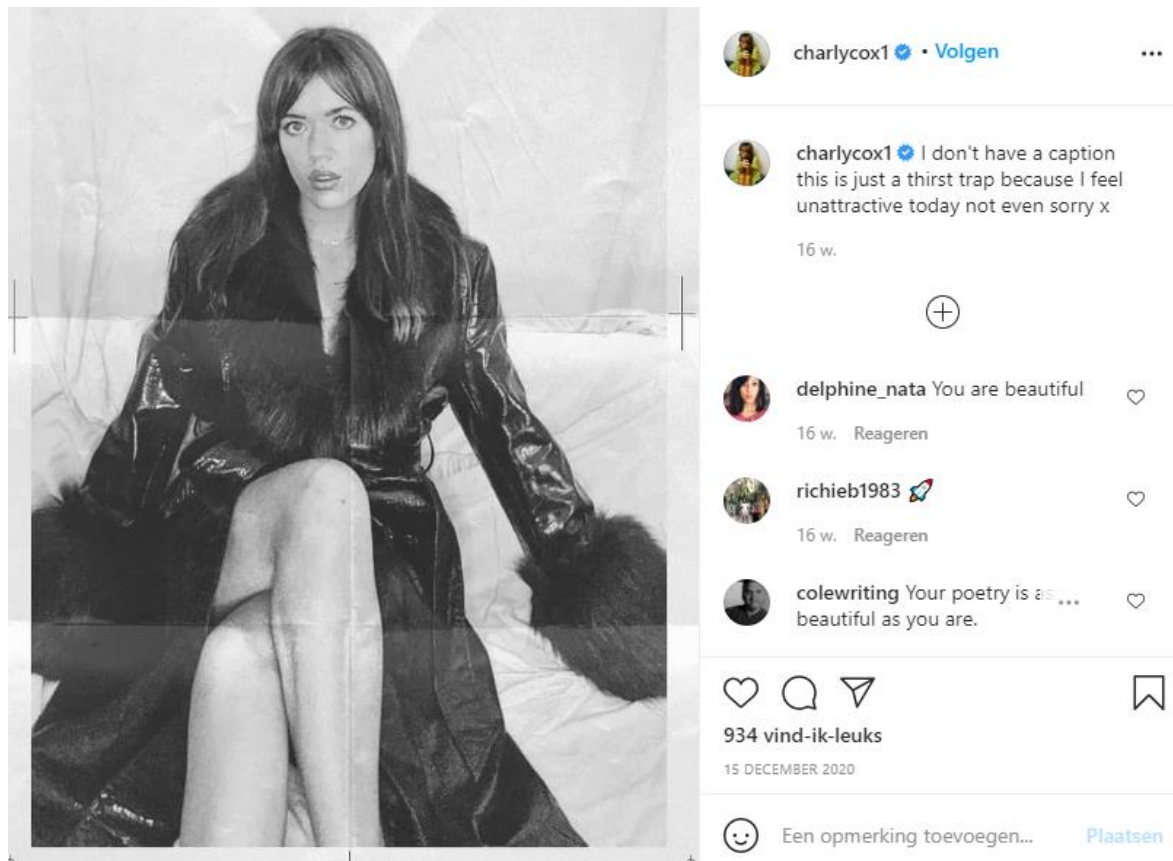 charlycox1 • Volgen
charlycox1 I don't have a caption
this is just a thirst trap because I feel
unattractive today not even sorry x
16 w.
delphine_nata You are beautiful
16 w. Reageren
richieb1983 🚀
16 w. Reageren
colewriting Your poetry is as
beautiful as you are.
934 vind-ik-leuks
15 DECEMBER 2020
Een opmerking toevoegen... Plaatsen